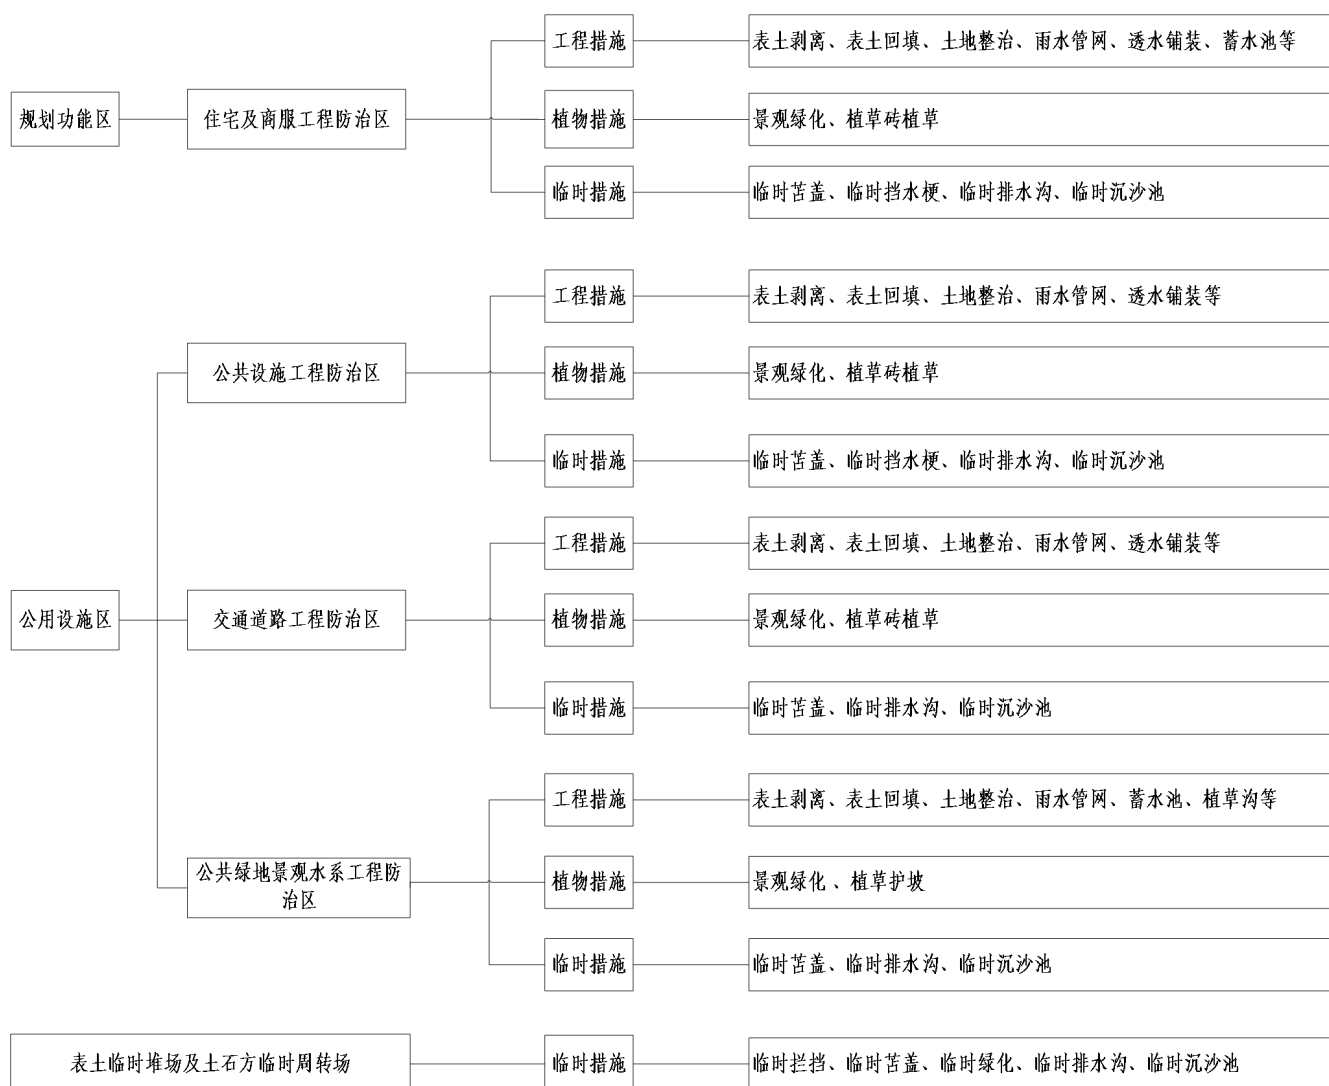 工程措施
表土剥离、表土回填、土地整治、雨水管网、透水铺装、蓄水池等
规划功能区
住宅及商服工程防治区
植物措施
景观绿化、植草砖植草
临时措施
临时苫盖、临时挡水埂、临时排水沟、临时沉沙池
工程措施
表土剥离、表土回填、土地整治、雨水管网、透水铺装等
公共设施工程防治区
植物措施
景观绿化、植草砖植草
临时措施
临时苫盖、临时挡水埂、临时排水沟、临时沉沙池
工程措施
表土剥离、表土回填、土地整治、雨水管网、透水铺装等
公用设施区
交通道路工程防治区
植物措施
景观绿化、植草砖植草
临时措施
临时苫盖、临时排水沟、临时沉沙池
工程措施
表土剥离、表土回填、土地整治、雨水管网、蓄水池、植草沟等
公共绿地景观水系工程防
治区
植物措施
景观绿化、植草护坡
临时措施
临时苫盖、临时排水沟、临时沉沙池
表土临时堆场及土石方临时周转场
临时措施
临时拦挡、临时苫盖、临时绿化、临时排水沟、临时沉沙池